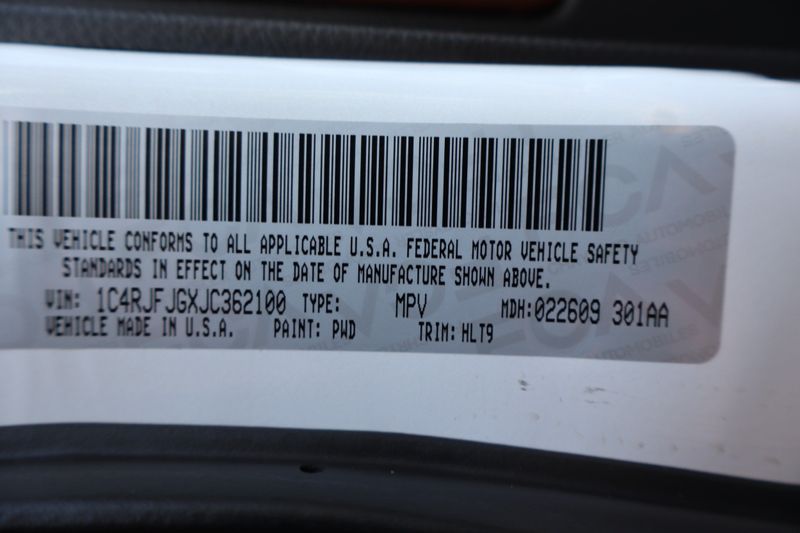 THIS VEHICLE CONFORMS TO ALL APPLICABLE U.S.A. FEDERAL MOTOR VEHICLE SAFETY
STANDARDS IN EFFECT ON THE DATE OF MANUFACTURE SHOWN ABOVE.
VIN: 1C4RJFJGXJC362100 TYPE: MPV MDH:022609 301AA
VEHICLE MADE IN U.S.A. PAINT: PWD TRIM: HLT9